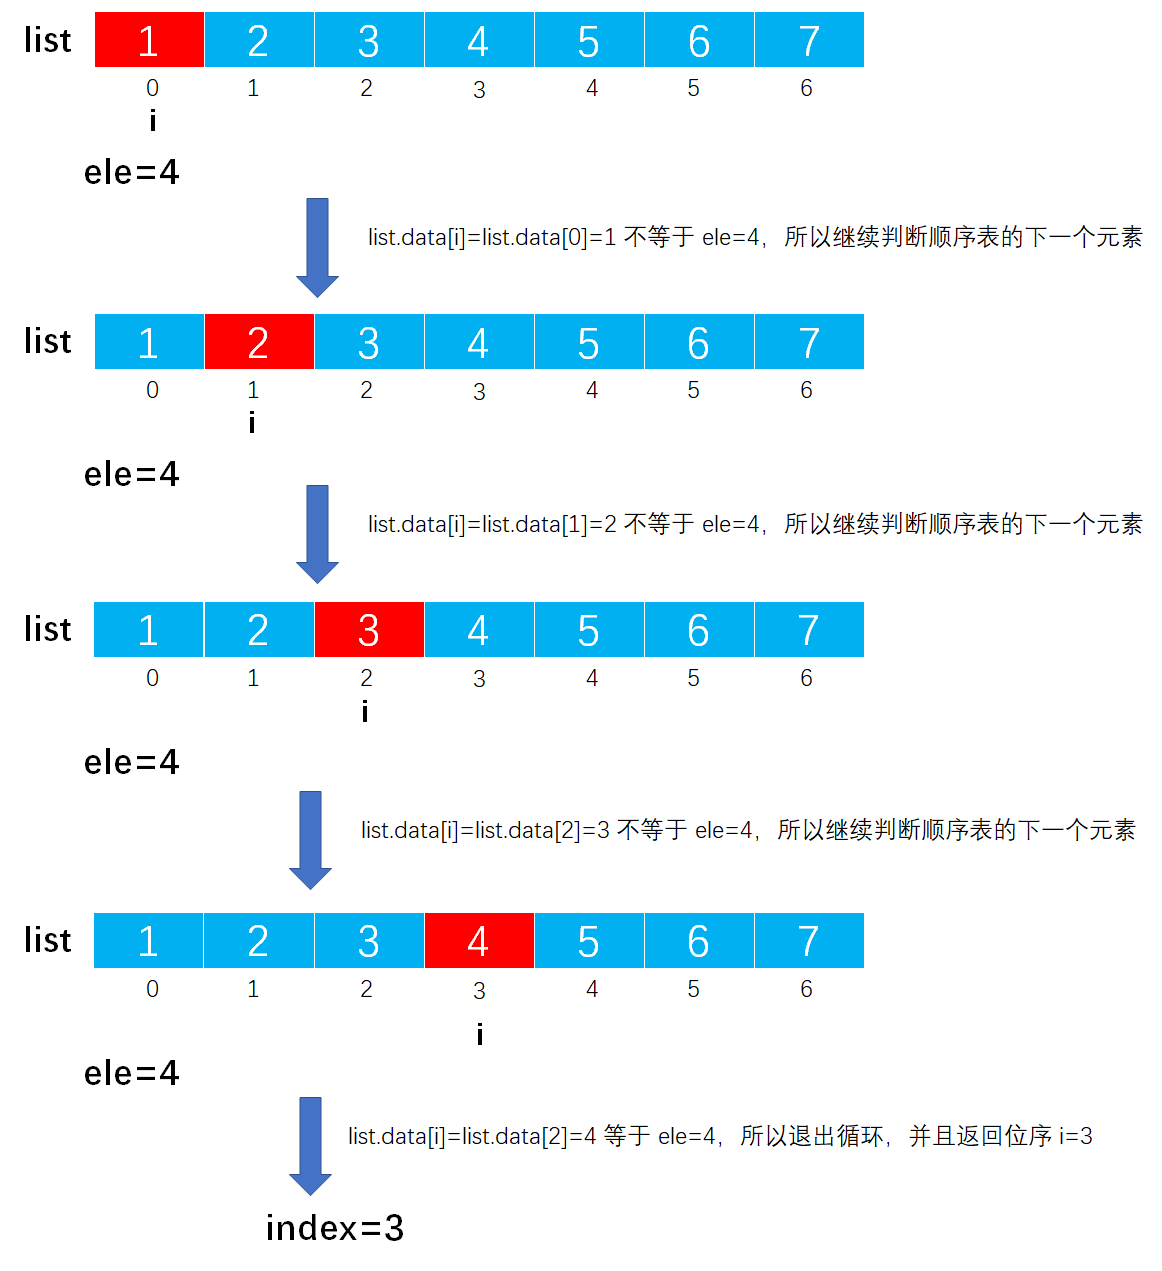 list 1 2 3 4 5 6 7
0 1 2 3 4 5 6
i
ele=4
list.data[i]=list.data[0]=1 不等于 ele=4，所以继续判断顺序表的下一个元素
list 1 2 3 4 5 6 7
0 1 2 3 4 5 6
i
ele=4
list.data[i]=list.data[1]=2 不等于 ele=4，所以继续判断顺序表的下一个元素
list 1 2 3 4 5 6 7
0 1 2 3 4 5 6
i
ele=4
list.data[i]=list.data[2]=3 不等于 ele=4，所以继续判断顺序表的下一个元素
list 1 2 3 4 5 6 7
0 1 2 3 4 5 6
i
ele=4
list.data[i]=list.data[2]=4 等于 ele=4，所以退出循环，并且返回位序 i=3
index=3